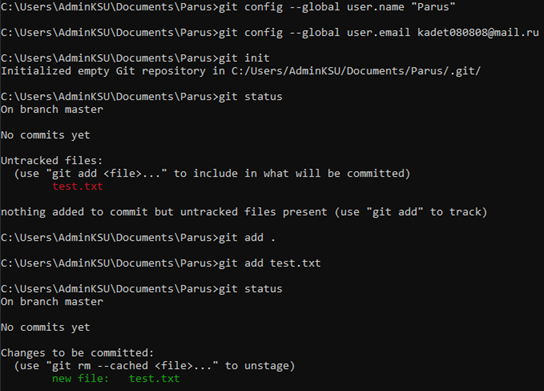 C:\Users\AdminKSU\Documents\Parus>git config --global user.name "Parus"
C:\Users\AdminKSU\Documents\Parus>git config --global user.email kadet080808@mail.ru
C:\Users\AdminKSU\Documents\Parus>git init
Initialized empty Git repository in C:/Users/AdminKSU/Documents/Parus/.git/
C:\Users\AdminKSU\Documents\Parus>git status
On branch master
No commits yet
Untracked files:
  (use "git add <file>..." to include in what will be committed)
        test.txt
nothing added to commit but untracked files present (use "git add" to track)
C:\Users\AdminKSU\Documents\Parus>git add .
C:\Users\AdminKSU\Documents\Parus>git add test.txt
C:\Users\AdminKSU\Documents\Parus>git status
On branch master
No commits yet
Changes to be committed:
  (use "git rm --cached <file>..." to unstage)
        new file:   test.txt